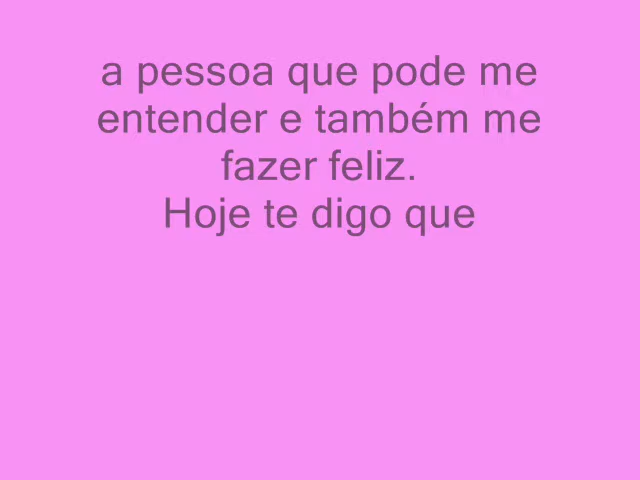 a pessoa que pode me
entender e também me
fazer feliz.
Hoje te digo que